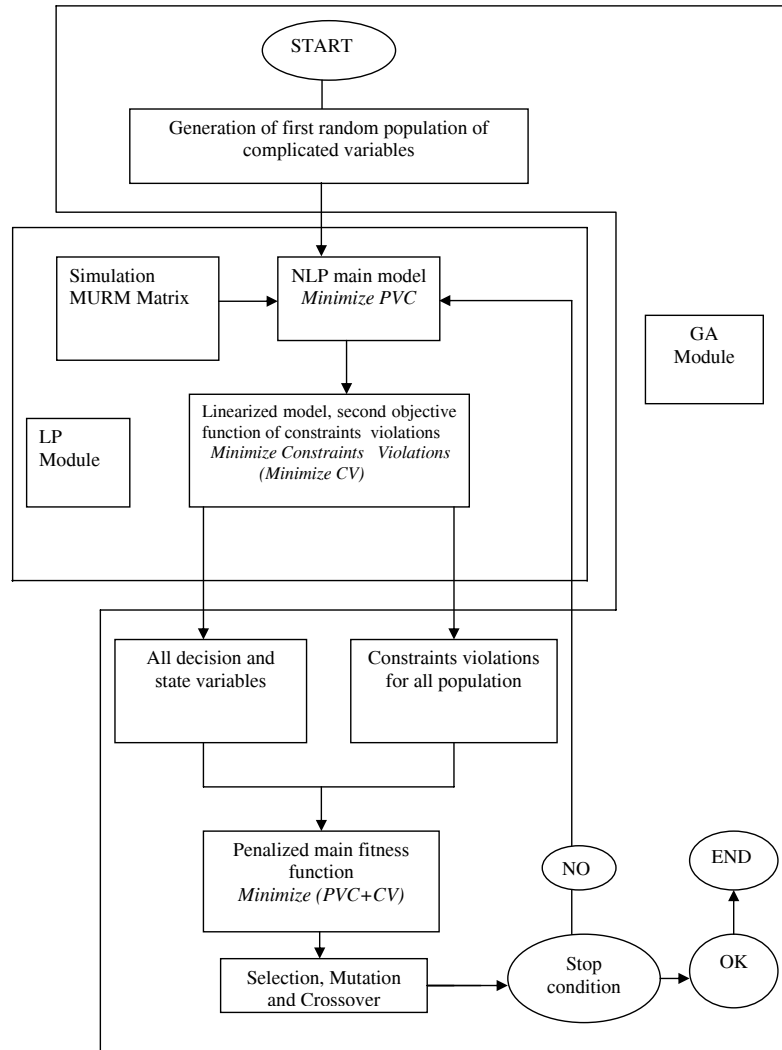 START
Generation of first random population of
complicated variables
Simulation
MURM Matrix
NLP main model
Minimize PVC
GA
Module
Linearized model, second objective
function of constraints violations
Minimize Constraints Violations
(Minimize CV)
LP
Module
All decision and
state variables
Constraints violations
for all population
Penalized main fitness
function
Minimize (PVC+CV)
NO
END
Selection, Mutation
and Crossover
Stop
condition
OK